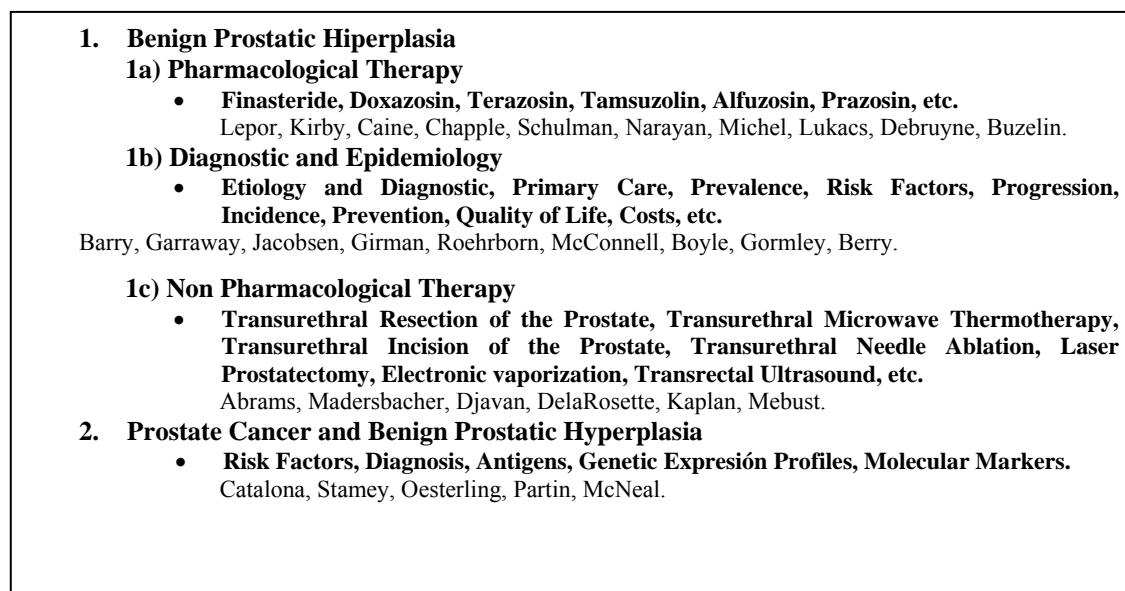 1. Benign Prostatic Hiperplasia
1a) Pharmacological Therapy
• Finasteride, Doxazosin, Terazosin, Tamsuzolin, Alfuzosin, Prazosin, etc.
Lepor, Kirby, Caine, Chapple, Schulman, Narayan, Michel, Lukacs, Debruyne, Buzelin.
1b) Diagnostic and Epidemiology
• Etiology and Diagnostic, Primary Care, Prevalence, Risk Factors, Progression,
Incidence, Prevention, Quality of Life, Costs, etc.
Barry, Garraway, Jacobsen, Girman, Roehrborn, McConnell, Boyle, Gormley, Berry.
1c) Non Pharmacological Therapy
• Transurethral Resection of the Prostate, Transurethral Microwave Thermotherapy,
Transurethral Incision of the Prostate, Transurethral Needle Ablation, Laser
Prostatectomy, Electronic vaporization, Transrectal Ultrasound, etc.
Abrams, Madersbacher, Djavan, DelaRosette, Kaplan, Mebust.
2. Prostate Cancer and Benign Prostatic Hyperplasia
• Risk Factors, Diagnosis, Antigens, Genetic Expresión Profiles, Molecular Markers.
Catalona, Stamey, Oesterling, Partin, McNeal.